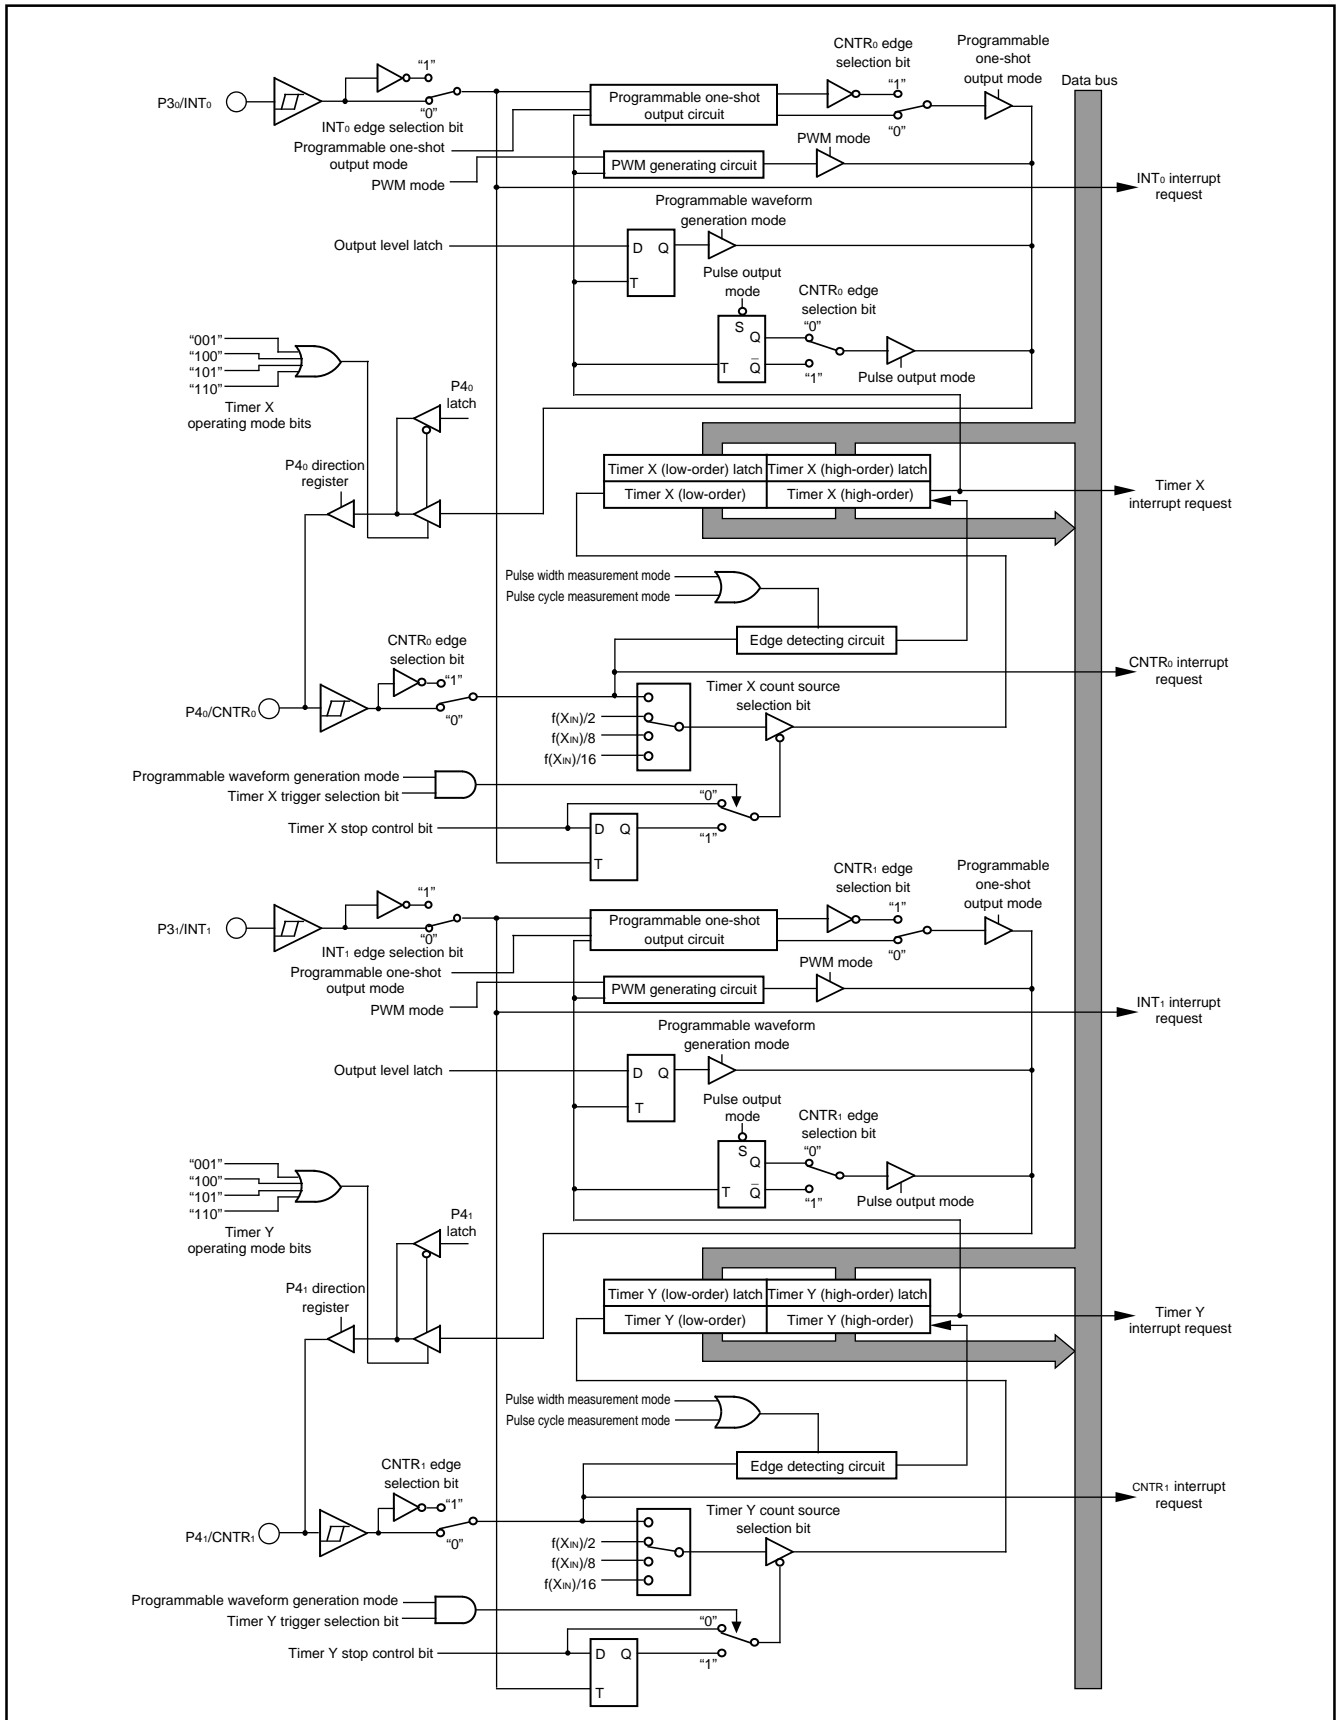 CNTR₀ edge
selection bit
Programmable
one-shot
output mode
Data bus
P3₀/INT₀
“1”
“0”
INT₀ edge selection bit
Programmable one-shot
output circuit
“1”
“0”
Programmable one-shot
output mode
PWM mode
PWM generating circuit
PWM mode
INT₀ interrupt
request
Programmable waveform
generation mode
Output level latch
D Q
T
Pulse output
mode
CNTR₀ edge
selection bit
S
Q
T Q̅
“0”
“1”
Pulse output mode
“001”
“100”
“101”
“110”
Timer X
operating mode bits
P4₀
latch
P4₀ direction
register
Timer X (low-order) latch
Timer X (high-order) latch
Timer X (low-order)
Timer X (high-order)
Timer X
interrupt request
Pulse width measurement mode
Pulse cycle measurement mode
Edge detecting circuit
CNTR₀ edge
selection bit
CNTR₀ interrupt
request
P4₀/CNTR₀
“1”
“0”
Timer X count source
selection bit
f(XIN)/2
f(XIN)/8
f(XIN)/16
Programmable waveform generation mode
Timer X trigger selection bit
Timer X stop control bit
“0”
“1”
D Q
T
CNTR₁ edge
selection bit
Programmable
one-shot
output mode
P3₁/INT₁
“1”
“0”
INT₁ edge selection bit
Programmable one-shot
output circuit
“1”
“0”
Programmable one-shot
output mode
PWM mode
PWM generating circuit
PWM mode
INT₁ interrupt
request
Programmable waveform
generation mode
Output level latch
D Q
T
Pulse output
mode
CNTR₁ edge
selection bit
S
Q
T Q̅
“0”
“1”
Pulse output mode
“001”
“100”
“101”
“110”
Timer Y
operating mode bits
P4₁
latch
P4₁ direction
register
Timer Y (low-order) latch
Timer Y (high-order) latch
Timer Y (low-order)
Timer Y (high-order)
Timer Y
interrupt request
Pulse width measurement mode
Pulse cycle measurement mode
Edge detecting circuit
CNTR₁ edge
selection bit
CNTR₁ interrupt
request
P4₁/CNTR₁
“1”
“0”
Timer Y count source
selection bit
f(XIN)/2
f(XIN)/8
f(XIN)/16
Programmable waveform generation mode
Timer Y trigger selection bit
Timer Y stop control bit
“0”
“1”
D Q
T